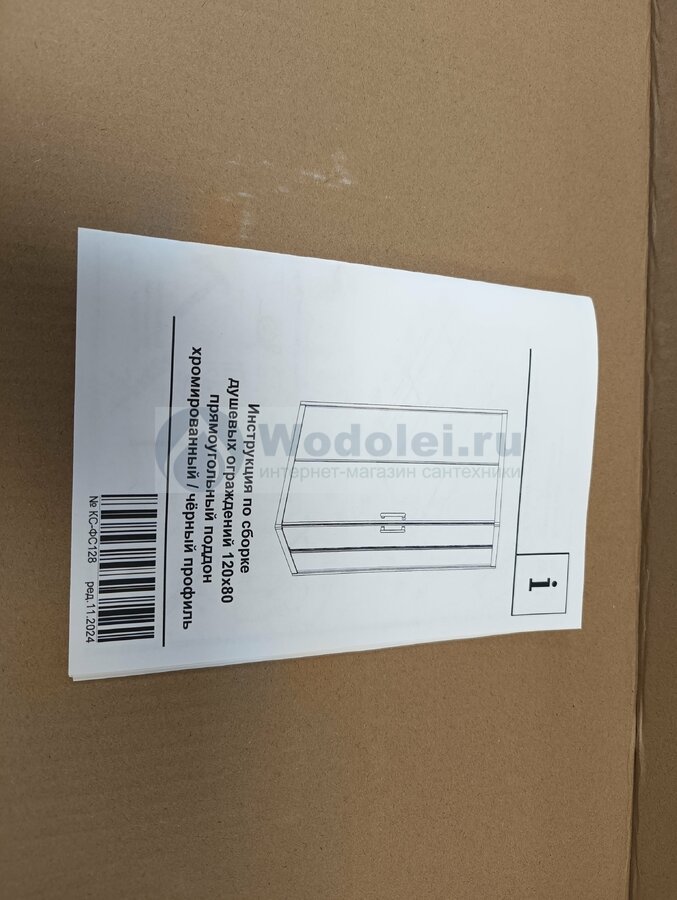 i
Инструкция по сборке
душевых ограждений 120х80
прямоугольный поддон
хромированный / чёрный профиль
№ КС-ФС128 ред.11.2024
Wodolei.ru
интернет-магазин сантехники